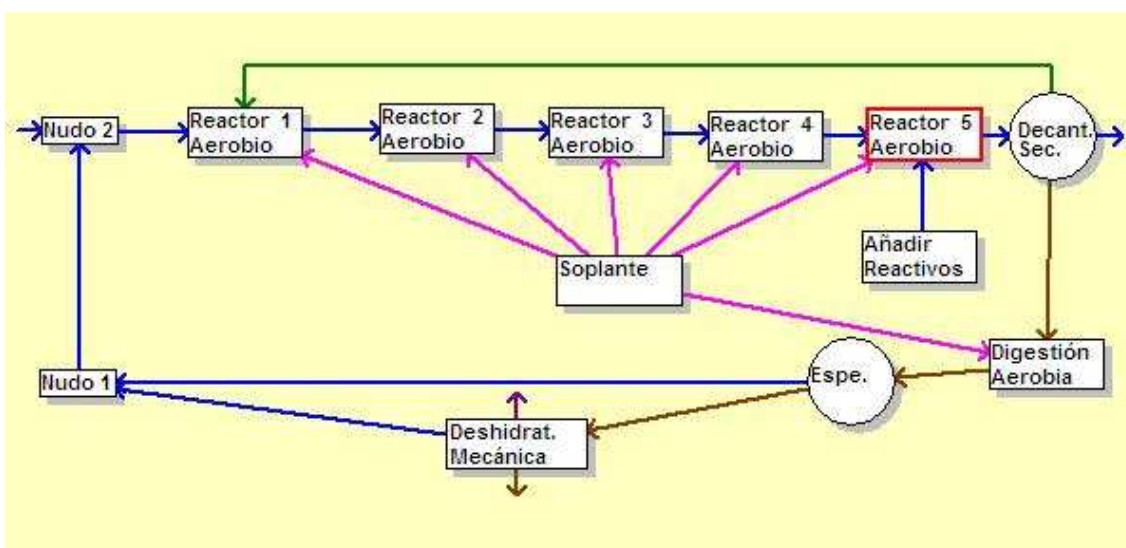 Nudo 2
Reactor 1
Aerobio
Reactor 2
Aerobio
Reactor 3
Aerobio
Reactor 4
Aerobio
Reactor 5
Aerobio
Decant.
Sec.
Soplante
Añadir
Reactivos
Nudo 1
Espe.
Digestión
Aerobia
Deshidrat.
Mecánica